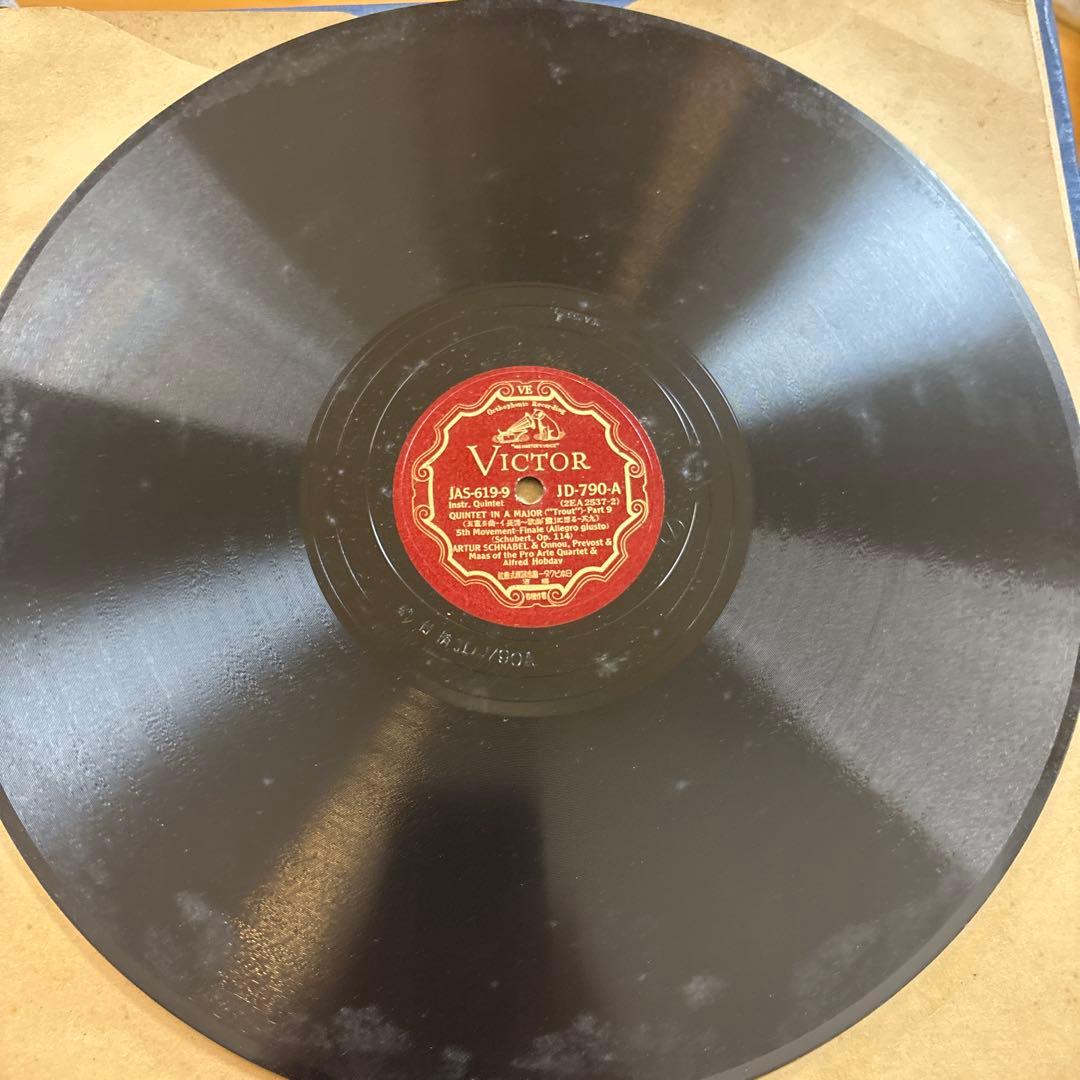 VE
Orthophonic Recording
"HIS MASTER'S VOICE"
VICTOR
JAS-619-9 JD-790-A
Instr. Quintet (2EA2537-2)
QUINTET IN A MAJOR ("Trout")-Part 9
5th Movement-Finale (Allegro giusto)
(Schubert, Op. 114)
ARTUR SCHNABEL & Onnou, Prevost &
Maas of the Pro Arte Quartet &
Alfred Hobday